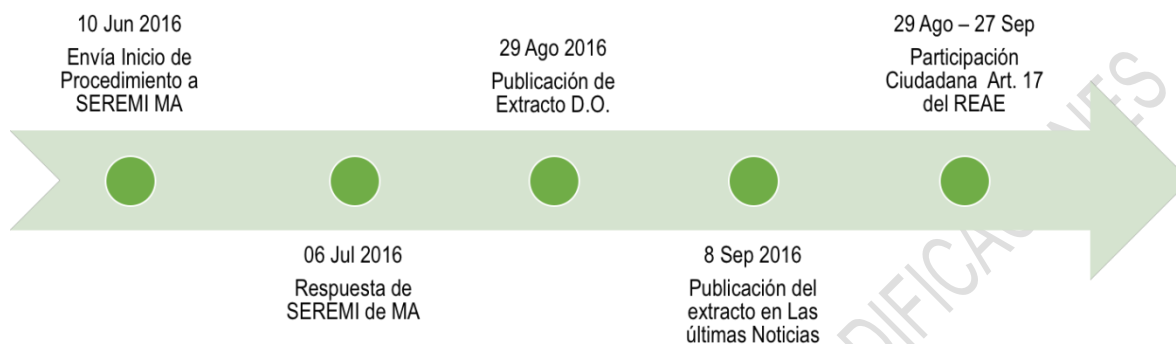 10 Jun 2016
Envía Inicio de
Procedimiento a
SEREMI MA
06 Jul 2016
Respuesta de
SEREMI de MA
29 Ago 2016
Publicación de
Extracto D.O.
8 Sep 2016
Publicación del
extracto en Las
últimas Noticias
29 Ago – 27 Sep
Participación
Ciudadana Art. 17
del REAE